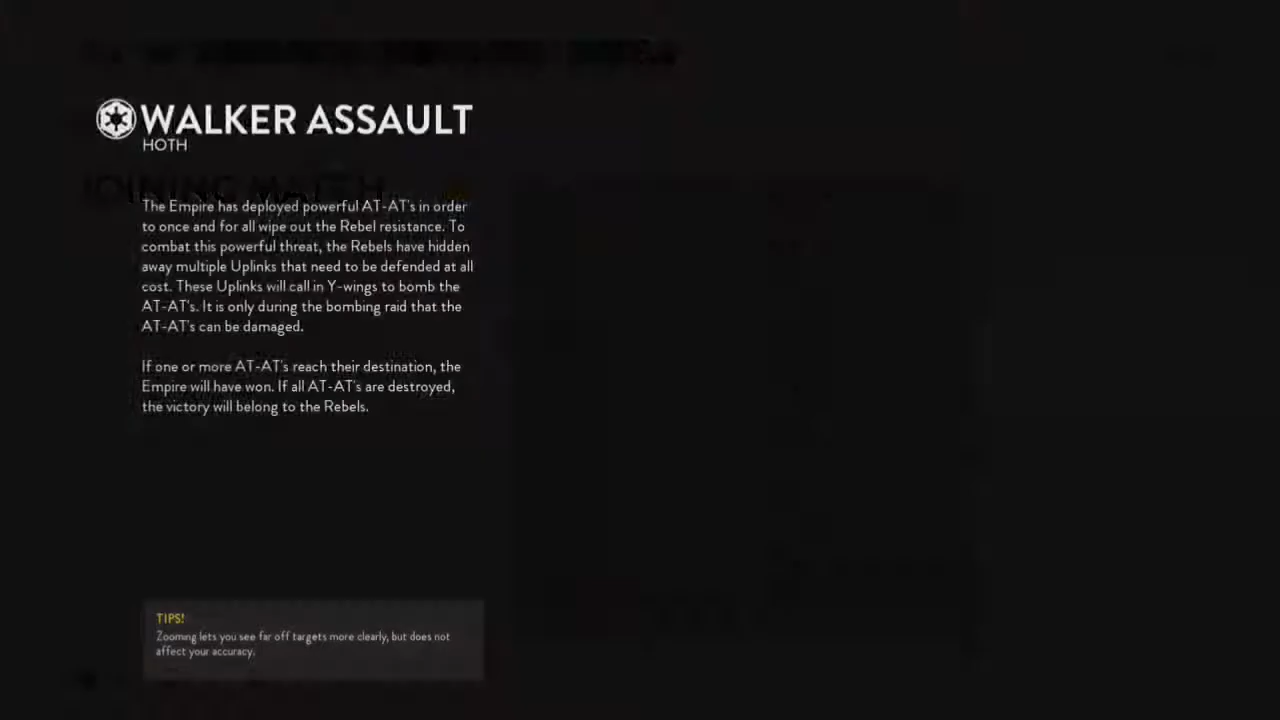 WALKER ASSAULT
HOTH
JOINING MATCH
The Empire has deployed powerful AT-AT's in order
to once and for all wipe out the Rebel resistance. To
combat this powerful threat, the Rebels have hidden
away multiple Uplinks that need to be defended at all
cost. These Uplinks will call in Y-wings to bomb the
AT-AT's. It is only during the bombing raid that the
AT-AT's can be damaged.
If one or more AT-AT's reach their destination, the
Empire will have won. If all AT-AT's are destroyed,
the victory will belong to the Rebels.
TIPS!
Zooming lets you see far off targets more clearly, but does not
affect your accuracy.